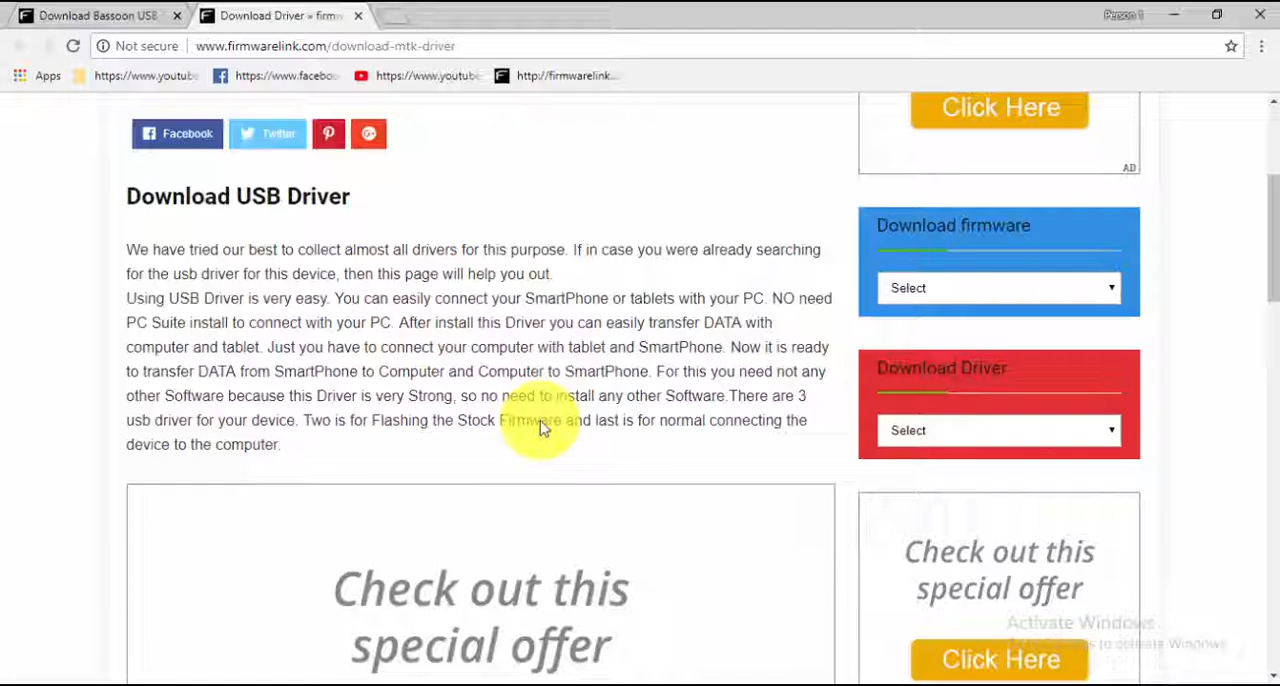 Download Bassoon USB
Download Driver » firmw
Person 1
Not secure
www.firmwarelink.com/download-mtk-driver
Apps
https://www.youtube
https://www.facebo
https://www.youtube
http://firmwarelink...
Click Here
AD
Facebook
Twitter
Download USB Driver
We have tried our best to collect almost all drivers for this purpose. If in case you were already searching
for the usb driver for this device, then this page will help you out.
Using USB Driver is very easy. You can easily connect your SmartPhone or tablets with your PC. NO need
PC Suite install to connect with your PC. After install this Driver you can easily transfer DATA with
computer and tablet. Just you have to connect your computer with tablet and SmartPhone. Now it is ready
to transfer DATA from SmartPhone to Computer and Computer to SmartPhone. For this you need not any
other Software because this Driver is very Strong, so no need to install any other Software.There are 3
usb driver for your device. Two is for Flashing the Stock Firmware and last is for normal connecting the
device to the computer.
Download firmware
Select
Download Driver
Select
Check out this
special offer
Check out this
special offer
Click Here
Activate Windows
to activate Windows.